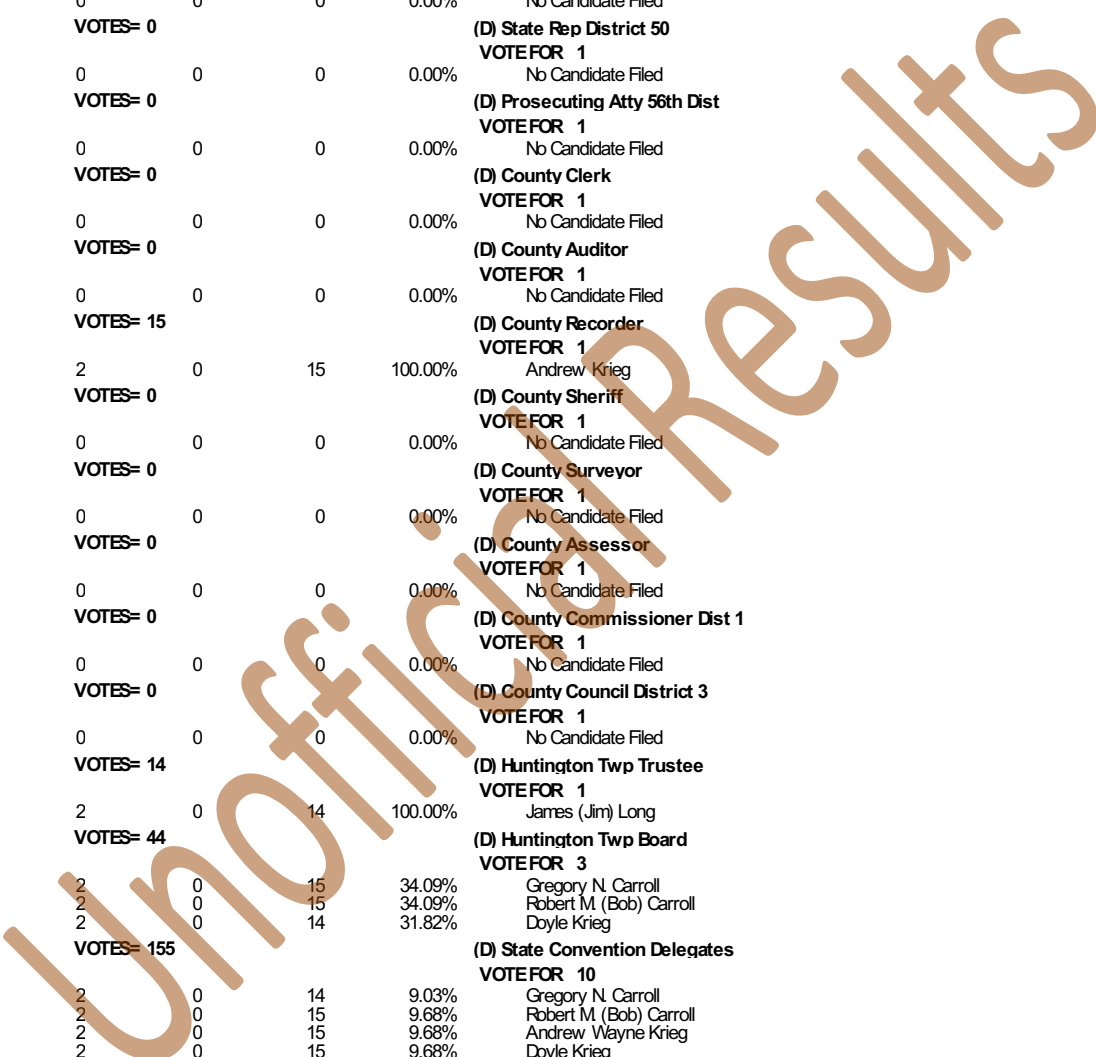 0 0 0 0.00% No Candidate Filed
VOTES= 0 (D) State Rep District 50
VOTE FOR 1
0 0 0 0.00% No Candidate Filed
VOTES= 0 (D) Prosecuting Atty 56th Dist
VOTE FOR 1
0 0 0 0.00% No Candidate Filed
VOTES= 0 (D) County Clerk
VOTE FOR 1
0 0 0 0.00% No Candidate Filed
VOTES= 0 (D) County Auditor
VOTE FOR 1
0 0 0 0.00% No Candidate Filed
VOTES= 15 (D) County Recorder
VOTE FOR 1
2 0 15 100.00% Andrew Krieg
VOTES= 0 (D) County Sheriff
VOTE FOR 1
0 0 0 0.00% No Candidate Filed
VOTES= 0 (D) County Surveyor
VOTE FOR 1
0 0 0 0.00% No Candidate Filed
VOTES= 0 (D) County Assessor
VOTE FOR 1
0 0 0 0.00% No Candidate Filed
VOTES= 0 (D) County Commissioner Dist 1
VOTE FOR 1
0 0 0 0.00% No Candidate Filed
VOTES= 0 (D) County Council District 3
VOTE FOR 1
0 0 0 0.00% No Candidate Filed
VOTES= 14 (D) Huntington Twp Trustee
VOTE FOR 1
2 0 14 100.00% James (Jim) Long
VOTES= 44 (D) Huntington Twp Board
VOTE FOR 3
2 0 15 34.09% Gregory N. Carroll
2 0 15 34.09% Robert M. (Bob) Carroll
2 0 14 31.82% Doyle Krieg
VOTES= 155 (D) State Convention Delegates
VOTE FOR 10
2 0 14 9.03% Gregory N. Carroll
2 0 15 9.68% Robert M. (Bob) Carroll
2 0 15 9.68% Andrew Wayne Krieg
2 0 15 9.68% Doyle Krieg
Unofficial Results